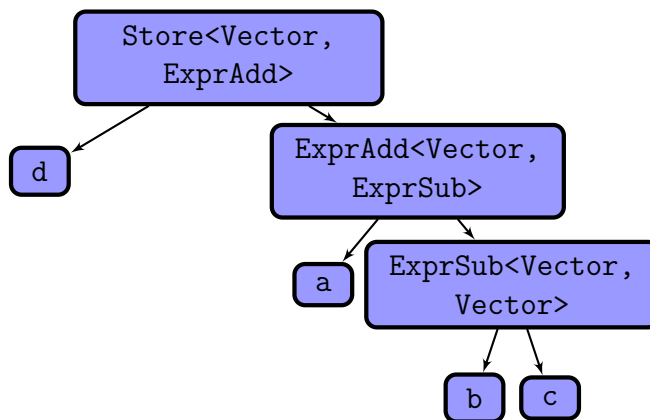 Store<Vector,
ExprAdd>
d
ExprAdd<Vector,
ExprSub>
a
ExprSub<Vector,
Vector>
b
c